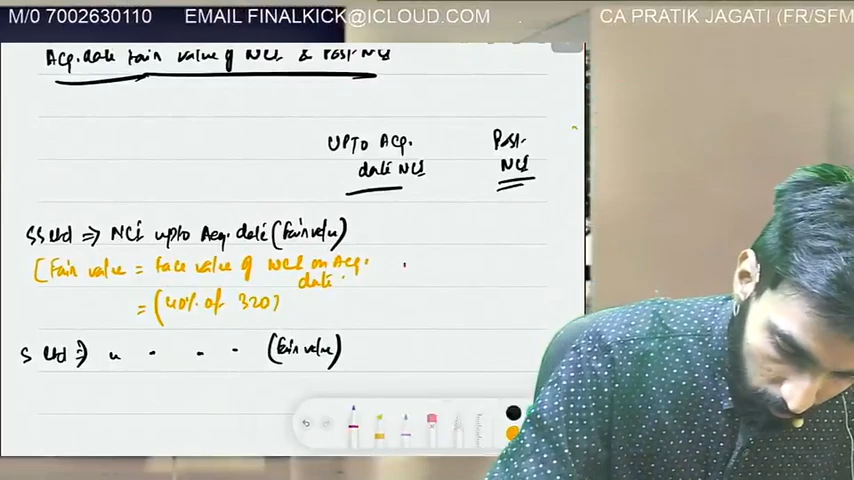 M/0 7002630110 EMAIL FINALKICK@ICLOUD.COM CA PRATIK JAGATI (FR/SFM
Acq. date Fair value of NCI & Post-NCI
UPTO Acq. Post-
date NCI NCI
SS Ltd ⇒ NCI upto Acq. date (Fair value)
[Fair value = Face value of NCI on Acq.
date.
= (40% of 320)
S Ltd ⇒) " - - - (Fair value)